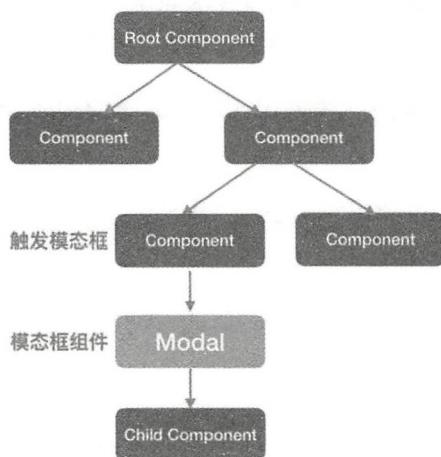 Root Component
Component
Component
触发模态框
Component
Component
模态框组件
Modal
Child Component